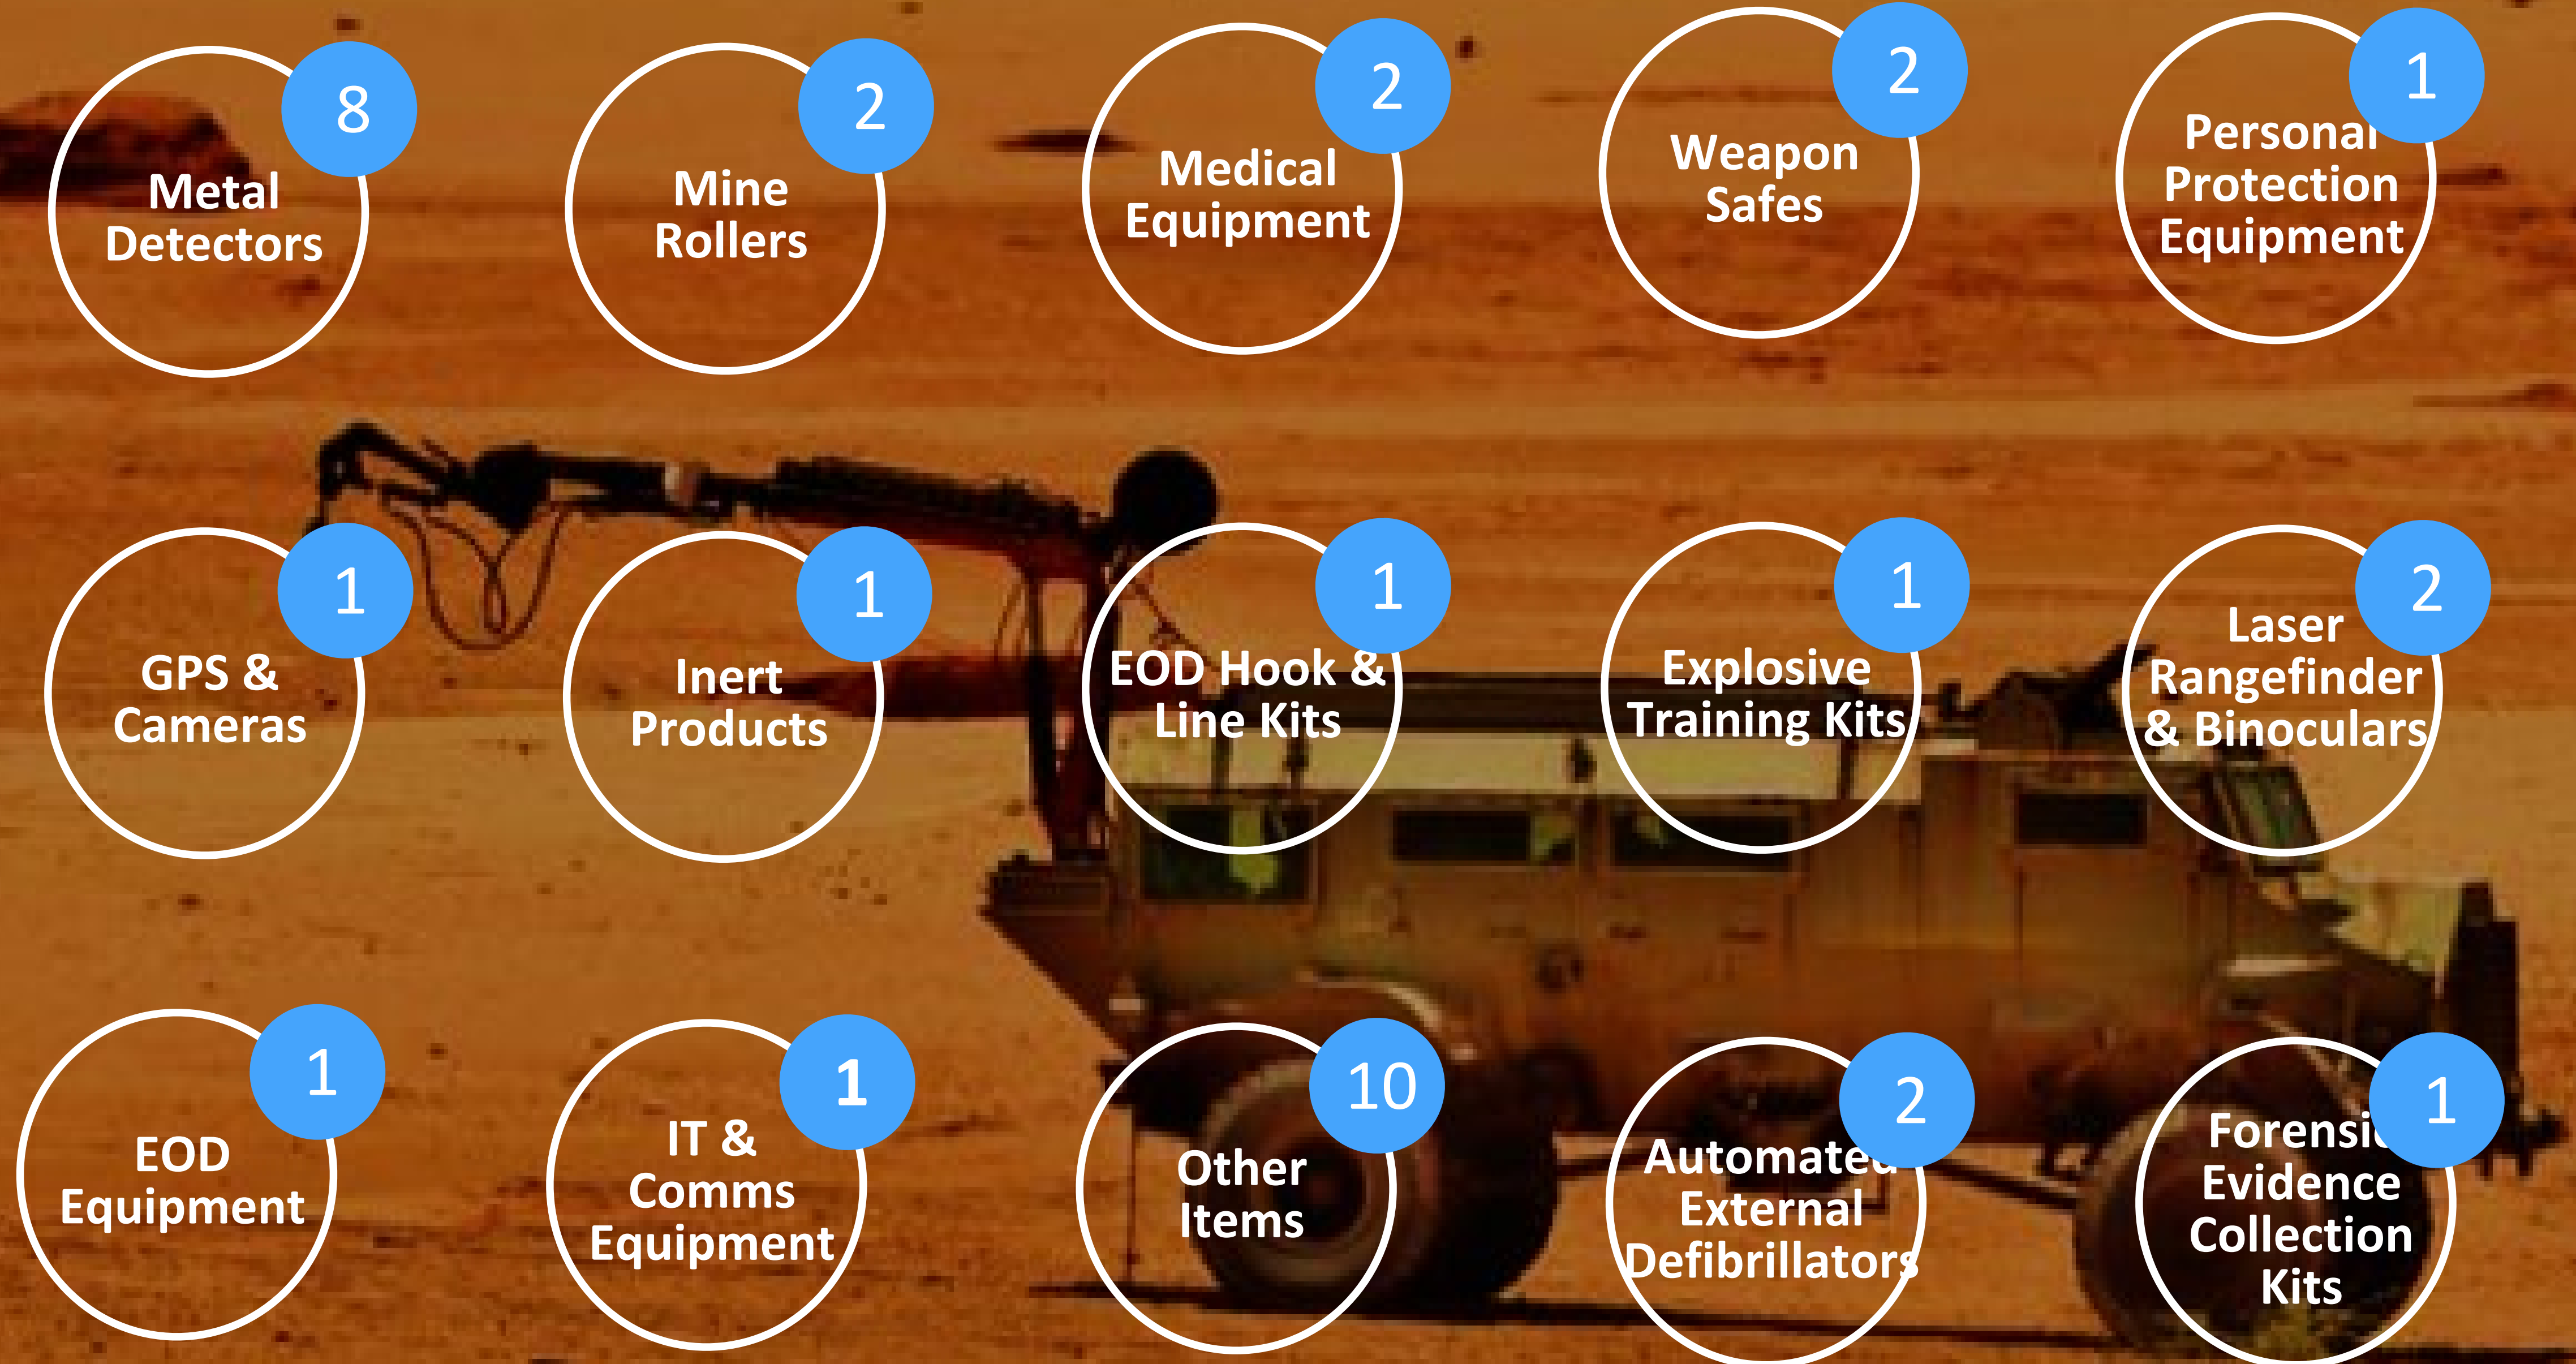 8
Metal
Detectors
2
Mine
Rollers
2
Medical
Equipment
2
Weapon
Safes
1
Personal
Protection
Equipment
1
GPS &
Cameras
1
Inert
Products
1
EOD Hook &
Line Kits
1
Explosive
Training Kits
2
Laser
Rangefinder
& Binoculars
1
EOD
Equipment
1
IT &
Comms
Equipment
10
Other
Items
2
Automated
External
Defibrillators
1
Forensic
Evidence
Collection
Kits